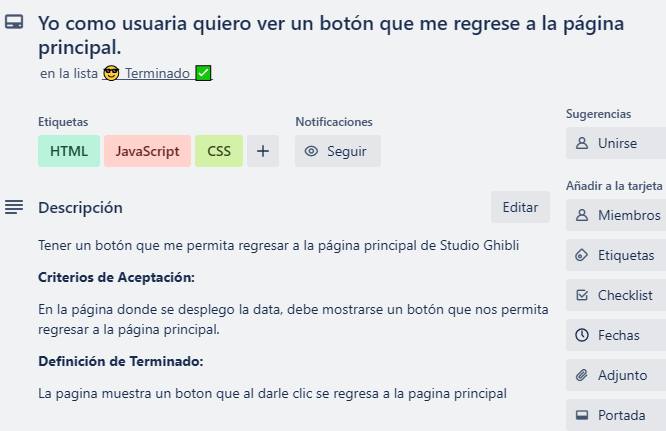 Yo como usuaria quiero ver un botón que me regrese a la página
principal.
en la lista 😎 Terminado ✅
Etiquetas
HTML
JavaScript
CSS
+
Notificaciones
Seguir
Descripción
Editar
Tener un botón que me permita regresar a la página principal de Studio Ghibli
Criterios de Aceptación:
En la página donde se desplego la data, debe mostrarse un botón que nos permita
regresar a la página principal.
Definición de Terminado:
La pagina muestra un boton que al darle clic se regresa a la pagina principal
Sugerencias
Unirse
Añadir a la tarjeta
Miembros
Etiquetas
Checklist
Fechas
Adjunto
Portada